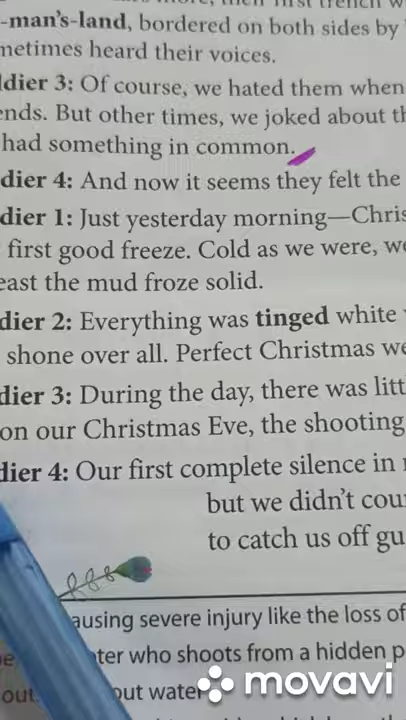 -man's-land, bordered on both sides by
metimes heard their voices.
ldier 3: Of course, we hated them when
ends. But other times, we joked about th
had something in common.
dier 4: And now it seems they felt the
dier 1: Just yesterday morning—Chris
first good freeze. Cold as we were, we
east the mud froze solid.
dier 2: Everything was tinged white
shone over all. Perfect Christmas we
dier 3: During the day, there was litt
on our Christmas Eve, the shooting
dier 4: Our first complete silence in
but we didn't cou
to catch us off gu
ausing severe injury like the loss of
ter who shoots from a hidden p
out
out water
movavi